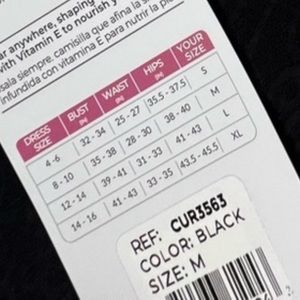 ar anywhere, shaping
with Vitamin E to nourish y
sala siempre, camisilla que afina la s
infundida con vitamina E para nutrir la pie
DRESS SIZE BUST (IN) WAIST (IN) HIPS (IN) YOUR SIZE
4-6 32-34 25-27 35.5-37.5 S
8-10 35-38 28-30 38-40 M
12-14 39-41 31-33 41-43 L
14-16 41-43 33-35 43.5-45.5 XL
REF: CUR3563
COLOR: BLACK
SIZE: M